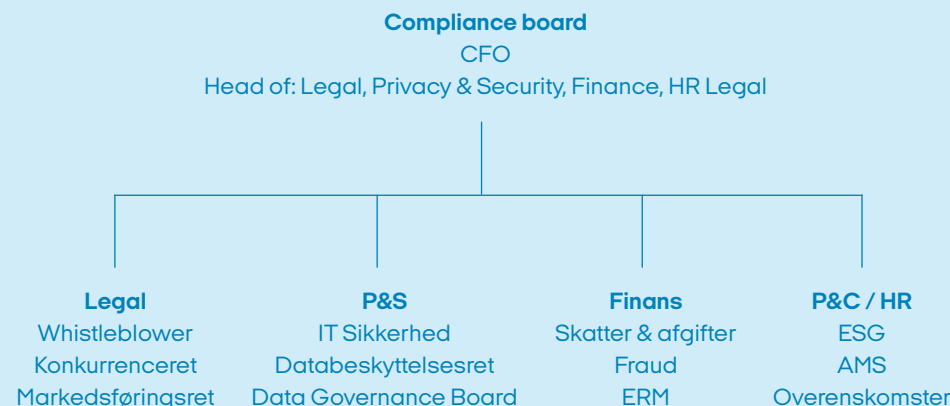 Compliance board
CFO
Head of: Legal, Privacy & Security, Finance, HR Legal
Legal
Whistleblower
Konkurrenceret
Markedsføringsret
P&S
IT Sikkerhed
Databeskyttelsesret
Data Governance Board
Finans
Skatter & afgifter
Fraud
ERM
P&C / HR
ESG
AMS
Overenskomster